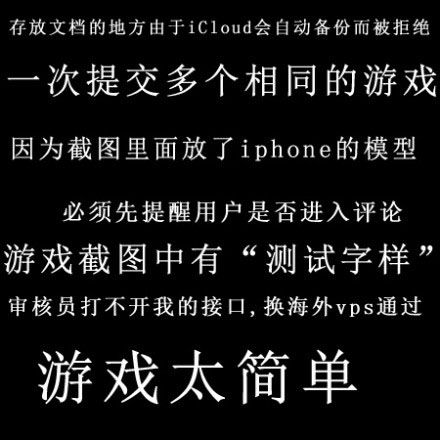 存放文档的地方由于iCloud会自动备份而被拒绝
一次提交多个相同的游戏
因为截图里面放了iphone的模型
必须先提醒用户是否进入评论
游戏截图中有“测试字样”
审核员打不开我的接口,换海外vps通过
游戏太简单